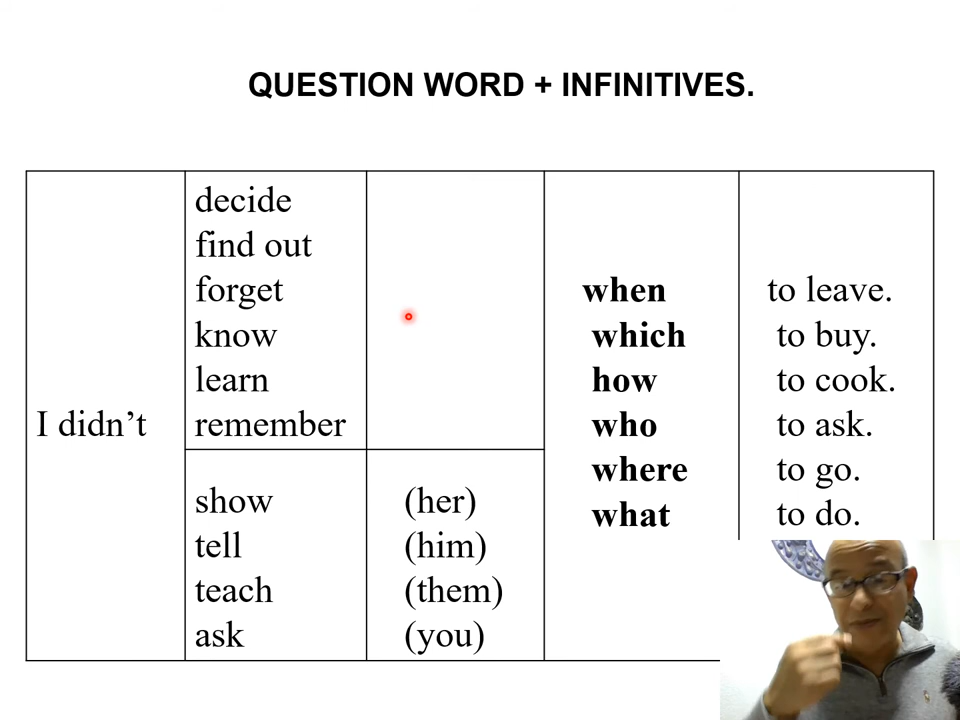 QUESTION WORD + INFINITIVES.
I didn’t
decide
find out
forget
know
learn
remember
show
tell
teach
ask
(her)
(him)
(them)
(you)
when
which
how
who
where
what
to leave.
to buy.
to cook.
to ask.
to go.
to do.